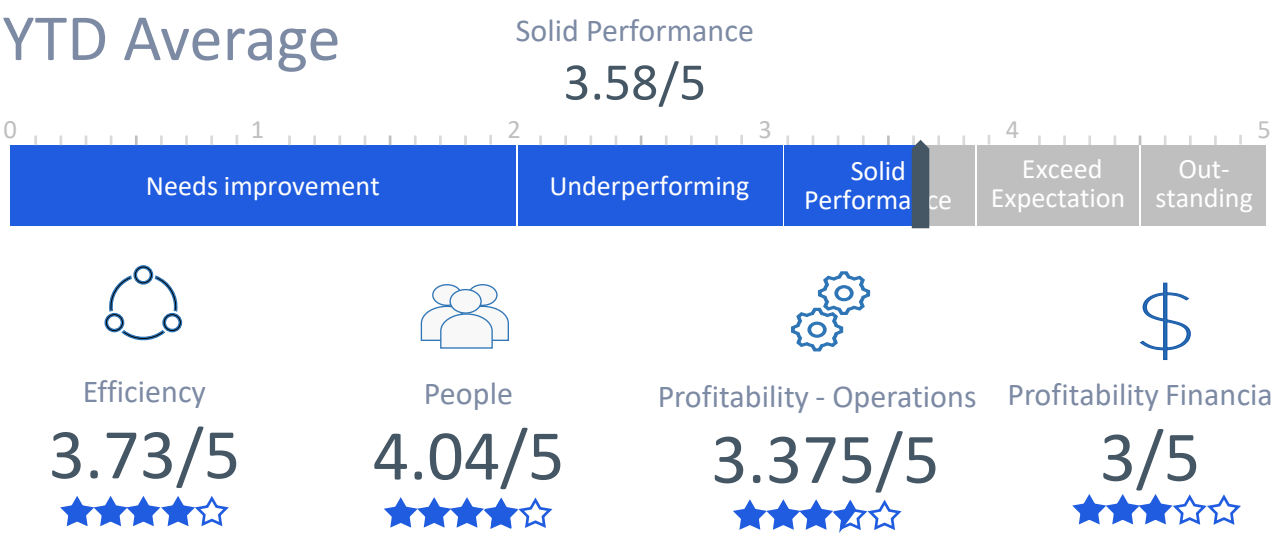 YTD Average
Solid Performance
3.58/5
0 1 2 3 4 5
Needs improvement
Underperforming
Solid
Performance
Exceed
Expectation
Out-
standing
Efficiency
People
Profitability - Operations
Profitability Financia
3.73/5
4.04/5
3.375/5
3/5